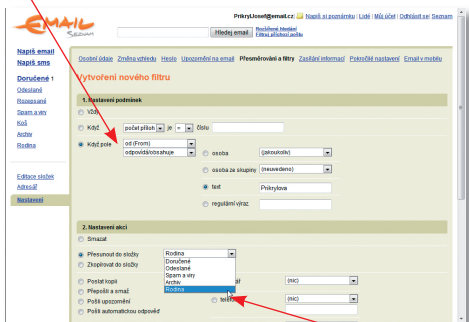 EMAIL
SEZNAM
PrikrylJosef@email.cz: Napiš si poznámku | Lidé | Můj účet | Odhlásit se| Seznam
Hledej email Rozšířené hledání
Filtruj příchozí poštu
Napiš email
Napiš sms
Doručené 1
Odeslané
Rozepsané
Spam a viry
Koš
Archiv
Rodina
Editace složek
Adresář
Nastavení
Osobní údaje Změna vzhledu Heslo Upozornění na email Přesměrování a filtry Zasílání informací Pokročilé nastavení Email v mobilu
Vytvoření nového filtru
1. Nastavení podmínek
Vždy
Když počet příloh je = číslu
Když pole od (From)
odpovídá/obsahuje osoba (jakoukoliv)
osoba ze skupiny (neuvedeno)
text Prikrylova
regulární výraz
2. Nastavení akcí
Smazat
Přesunout do složky Rodina
Zkopírovat do složky
Doručené
Odeslané
Spam a viry
Archiv
Rodina
Poslat kopii (nic)
Přepošli a smaž
Pošli upozornění (nic)
Pošli automatickou odpověď